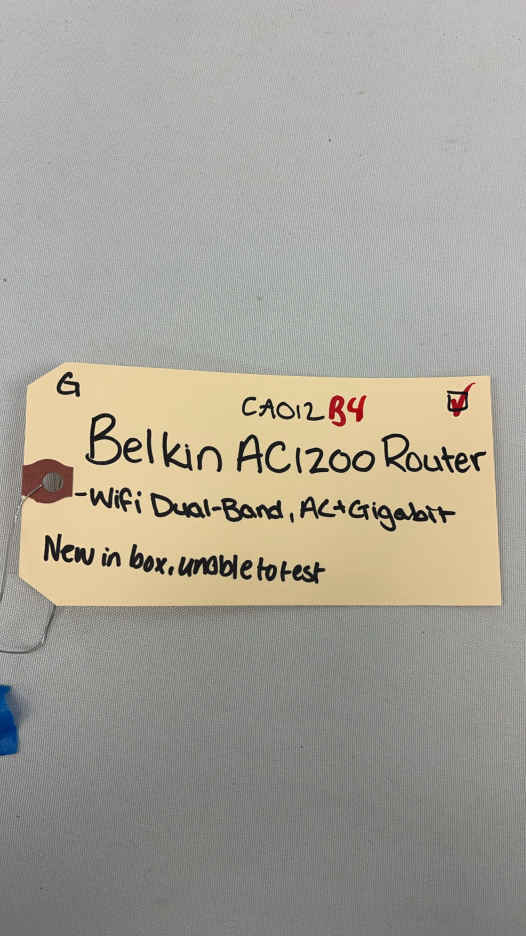 G
CA012 B4
Belkin AC1200 Router
-Wifi Dual-Band, AC+Gigabit
New in box, unable to test